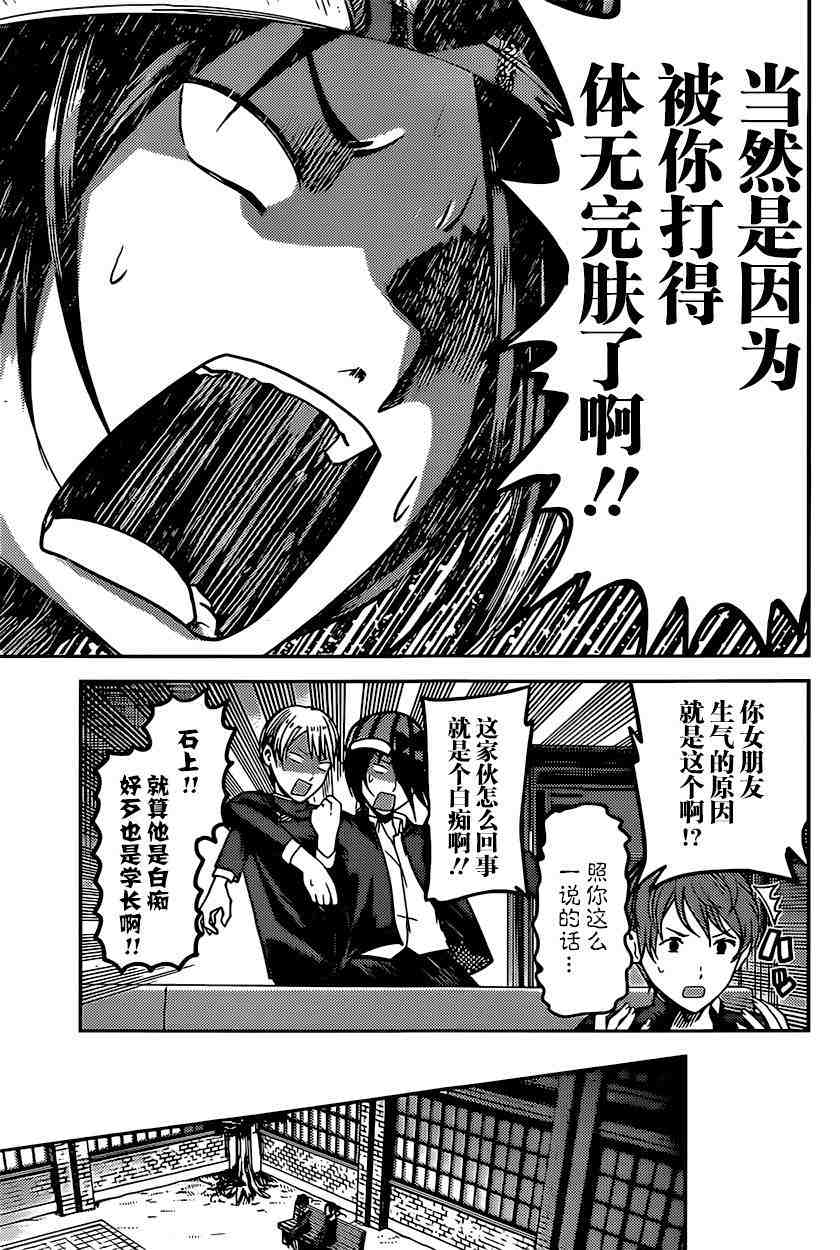 当然是因为
被你打得
体无完肤了啊!!
你女朋友
生气的原因
就是这个啊!?
照你这么
一说的话…
这家伙怎么回事
就是个白痴啊!!
石上!!
就算他是白痴
好歹也是学长啊!!